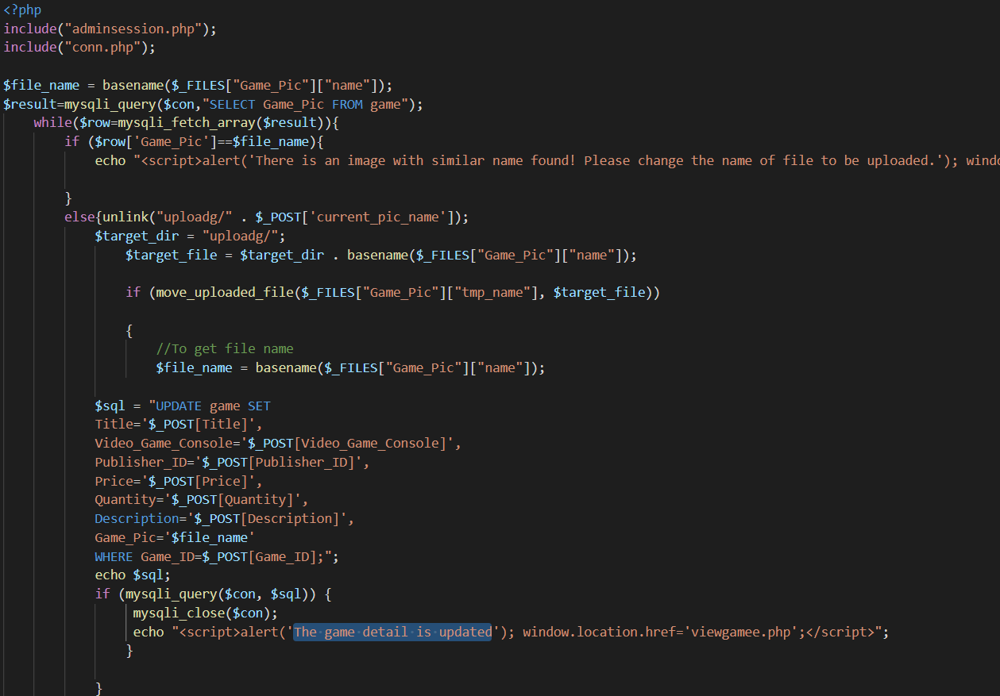 <?php
include("adminsession.php");
include("conn.php");
$file_name = basename($_FILES["Game_Pic"]["name"]);
$result=mysqli_query($con,"SELECT Game_Pic FROM game");
while($row=mysqli_fetch_array($result)){
if ($row['Game_Pic']==$file_name){
echo "<script>alert('There is an image with similar name found! Please change the name of file to be uploaded.'); windo
}
else{unlink("uploadg/" . $_POST['current_pic_name']);
$target_dir = "uploadg/";
$target_file = $target_dir . basename($_FILES["Game_Pic"]["name"]);
if (move_uploaded_file($_FILES["Game_Pic"]["tmp_name"], $target_file))
{
//To get file name
$file_name = basename($_FILES["Game_Pic"]["name"]);
$sql = "UPDATE game SET
Title='$_POST[Title]',
Video_Game_Console='$_POST[Video_Game_Console]',
Publisher_ID='$_POST[Publisher_ID]',
Price='$_POST[Price]',
Quantity='$_POST[Quantity]',
Description='$_POST[Description]',
Game_Pic='$file_name'
WHERE Game_ID=$_POST[Game_ID];";
echo $sql;
if (mysqli_query($con, $sql)) {
mysqli_close($con);
echo "<script>alert('The game detail is updated'); window.location.href='viewgamee.php';</script>";
}
}